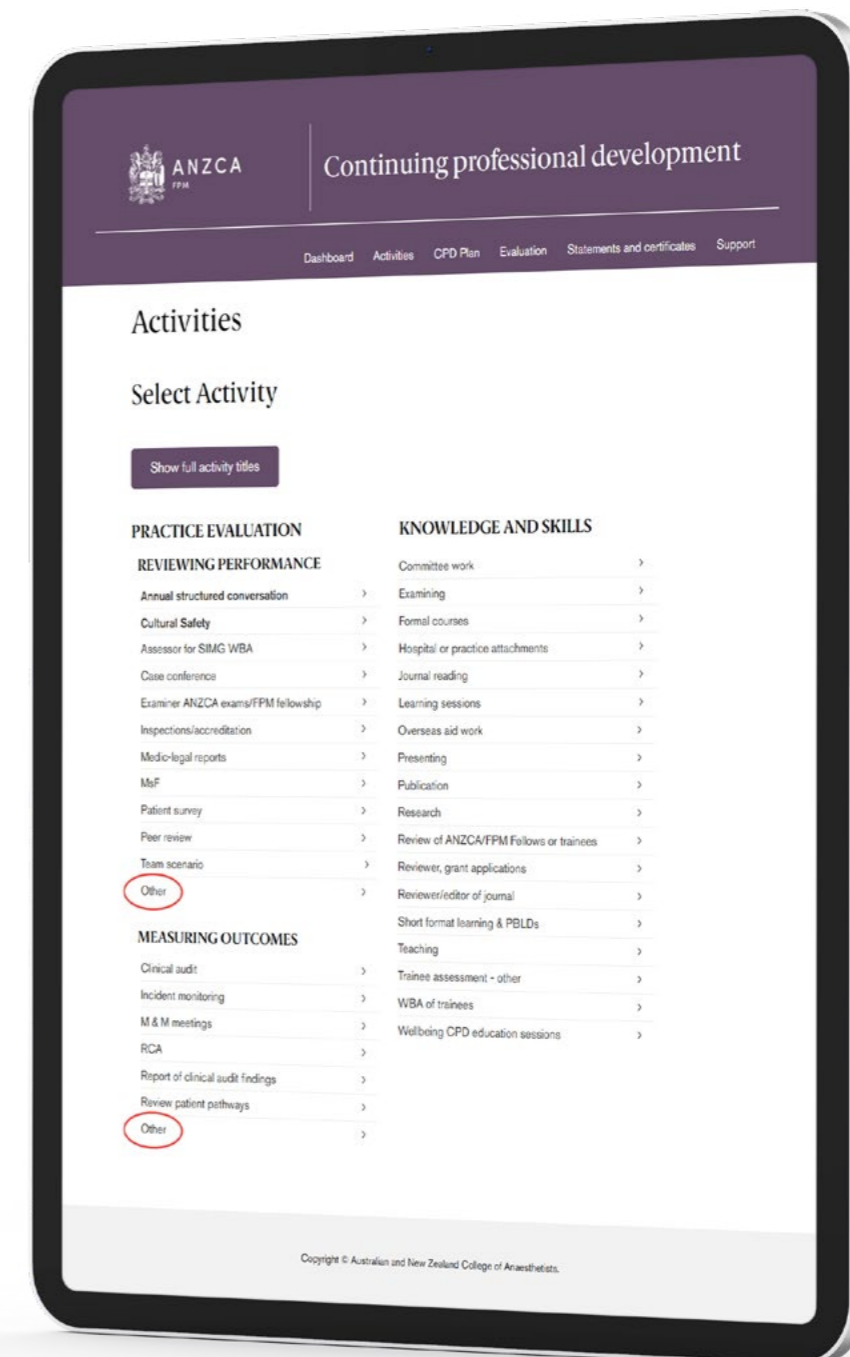 ANZCA
FPM
Continuing professional development
Dashboard Activities CPD Plan Evaluation Statements and certificates Support
Activities
Select Activity
Show full activity titles
PRACTICE EVALUATION
REVIEWING PERFORMANCE
Annual structured conversation
Cultural Safety
Assessor for SIMG WBA
Case conference
Examiner ANZCA exams/FPM fellowship
Inspections/accreditation
Medic-legal reports
MsF
Patient survey
Peer review
Team scenario
Other
MEASURING OUTCOMES
Clinical audit
Incident monitoring
M & M meetings
RCA
Report of clinical audit findings
Review patient pathways
Other
KNOWLEDGE AND SKILLS
Committee work
Examining
Formal courses
Hospital or practice attachments
Journal reading
Learning sessions
Overseas aid work
Presenting
Publication
Research
Review of ANZCA/FPM Fellows or trainees
Reviewer, grant applications
Reviewer/editor of journal
Short format learning & PBLDs
Teaching
Trainee assessment - other
WBA of trainees
Wellbeing CPD education sessions
Copyright © Australian and New Zealand College of Anaesthetists.